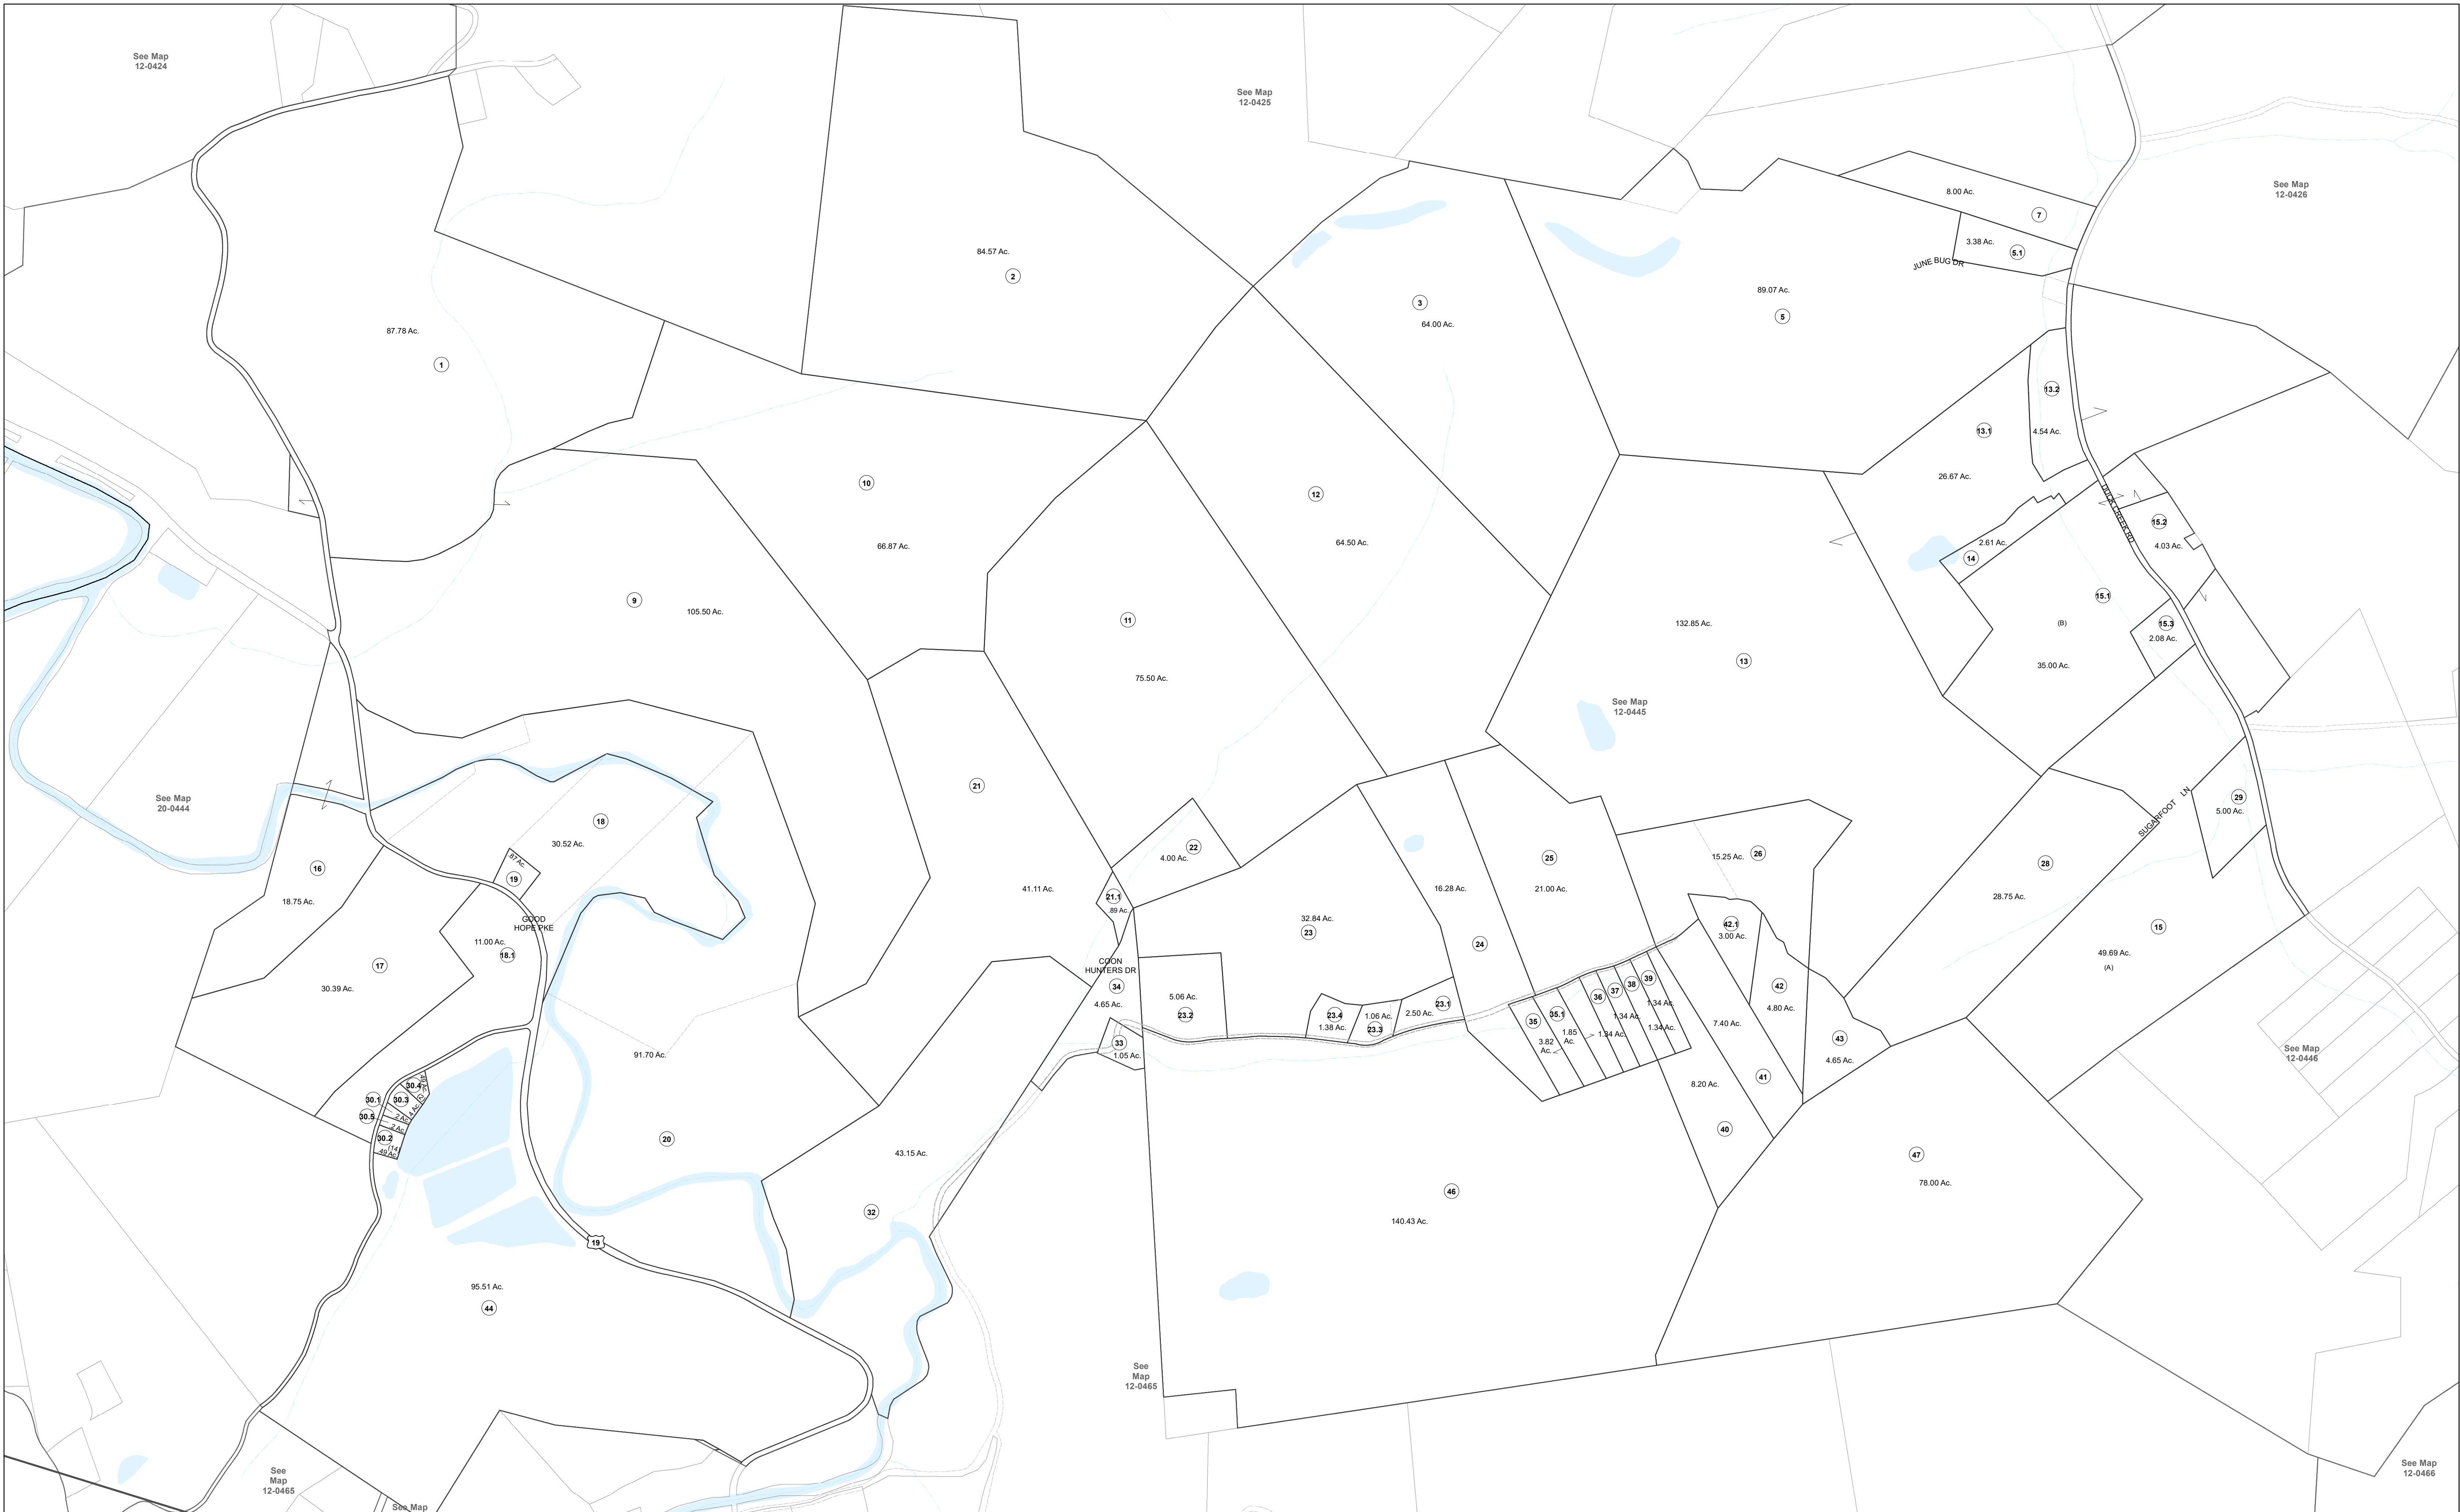 See Map
12-0424
See Map
12-0425
See Map
12-0426
8.00 Ac.
7
3.38 Ac.
5.1
JUNE BUG DR
84.57 Ac.
2
3
64.00 Ac.
89.07 Ac.
5
87.78 Ac.
1
13.2
4.54 Ac.
13.1
26.67 Ac.
10
66.87 Ac.
12
64.50 Ac.
DUCK CREEK RD
15.2
4.03 Ac.
2.61 Ac.
14
9
105.50 Ac.
11
75.50 Ac.
132.85 Ac.
13
15.1
(B)
35.00 Ac.
15.3
2.08 Ac.
See Map
12-0445
See Map
20-0444
21
41.11 Ac.
18
30.52 Ac.
.87 Ac.
19
16
18.75 Ac.
GOOD
HOPE PKE
11.00 Ac.
18.1
17
30.39 Ac.
22
4.00 Ac.
21.1
.89 Ac.
COON
HUNTERS DR
34
4.65 Ac.
33
1.05 Ac.
32.84 Ac.
23
5.06 Ac.
23.2
23.4
1.38 Ac.
1.06 Ac.
23.3
23.1
2.50 Ac.
16.28 Ac.
24
25
21.00 Ac.
15.25 Ac.
26
42.1
3.00 Ac.
42
4.80 Ac.
43
4.65 Ac.
SUGARFOOT LN
29
5.00 Ac.
28
28.75 Ac.
15
49.69 Ac.
(A)
35
3.82
Ac.
35.1
1.85
Ac.
36
1.34 Ac.
37
1.34 Ac.
38
1.34 Ac.
39
1.34 Ac.
7.40 Ac.
41
8.20 Ac.
40
See Map
12-0446
91.70 Ac.
20
30.4
.49 Ac.
30.1
30.3
30.5
.2 Ac.
.2 Ac.
30.2
.49 Ac.
43.15 Ac.
32
46
140.43 Ac.
47
78.00 Ac.
19
95.51 Ac.
44
See
Map
12-0465
See
Map
12-0465
See Map
See Map
12-0466